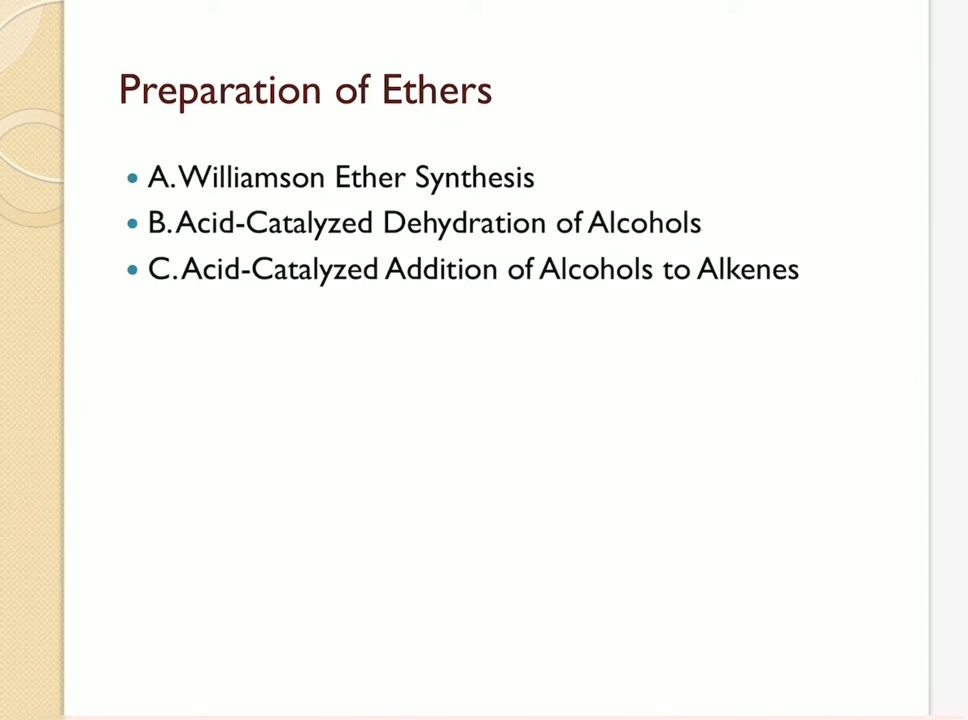 Preparation of Ethers
• A. Williamson Ether Synthesis
• B. Acid-Catalyzed Dehydration of Alcohols
• C. Acid-Catalyzed Addition of Alcohols to Alkenes